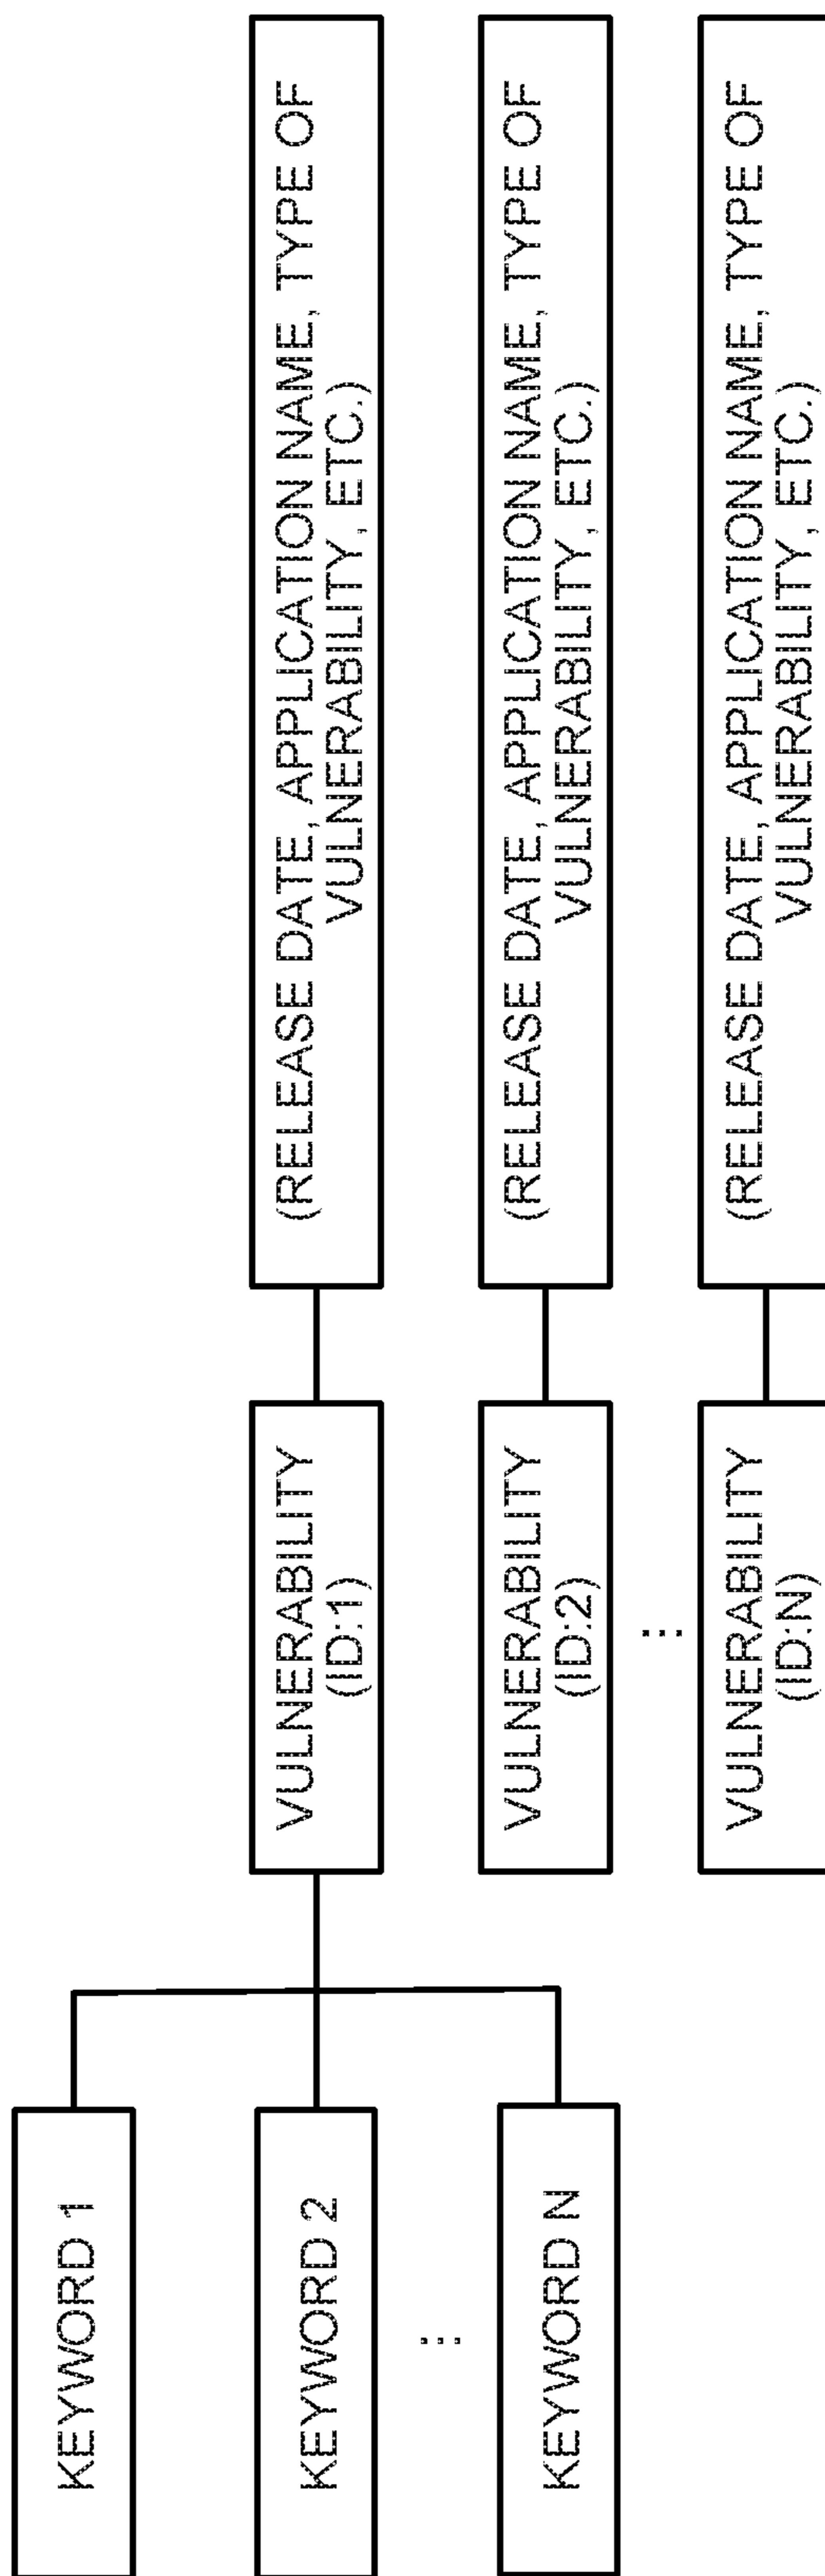 KEYWORD 1
KEYWORD 2
...
KEYWORD N
VULNERABILITY
(ID:1)
VULNERABILITY
(ID:2)
...
VULNERABILITY
(ID:N)
(RELEASE DATE, APPLICATION NAME, TYPE OF
VULNERABILITY, ETC.)
(RELEASE DATE, APPLICATION NAME, TYPE OF
VULNERABILITY, ETC.)
(RELEASE DATE, APPLICATION NAME, TYPE OF
VULNERABILITY, ETC.)